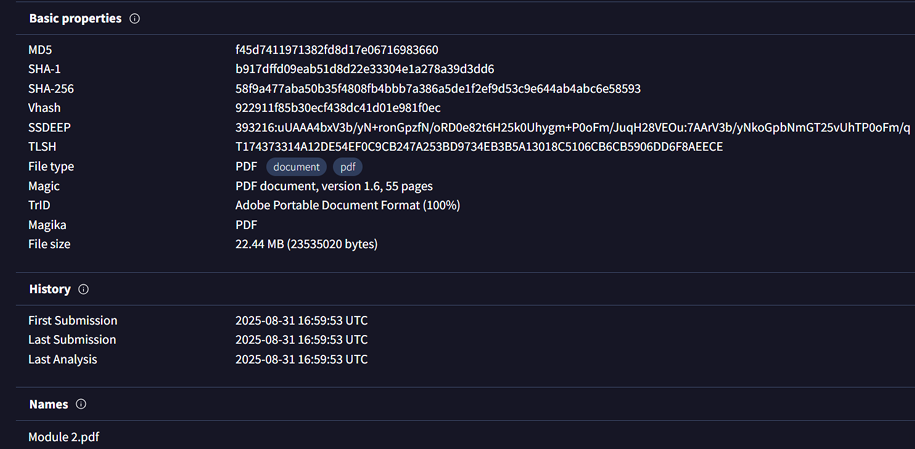 Basic properties
MD5 f45d7411971382fd8d17e06716983660
SHA-1 b917dffd09eab51d8d22e33304e1a278a39d3dd6
SHA-256 58f9a477aba50b35f4808fb4bbb7a386a5de1f2ef9d53c9e644ab4abc6e58593
Vhash 922911f85b30ecf438dc41d01e981f0ec
SSDEEP 393216:uUAAA4bxV3b/yN+ronGpzfN/oRD0e82t6H25k0Uhygm+P0oFm/JuqH28VEOu:7AArV3b/yNkoGpbNmGT25vUhTP0oFm/q
TLSH T174373314A12DE54EF0C9CB247A253BD9734EB3B5A13018C5106CB6CB5906DD6F8AEECE
File type PDF document pdf
Magic PDF document, version 1.6, 55 pages
TrID Adobe Portable Document Format (100%)
Magika PDF
File size 22.44 MB (23535020 bytes)
History
First Submission 2025-08-31 16:59:53 UTC
Last Submission 2025-08-31 16:59:53 UTC
Last Analysis 2025-08-31 16:59:53 UTC
Names
Module 2.pdf